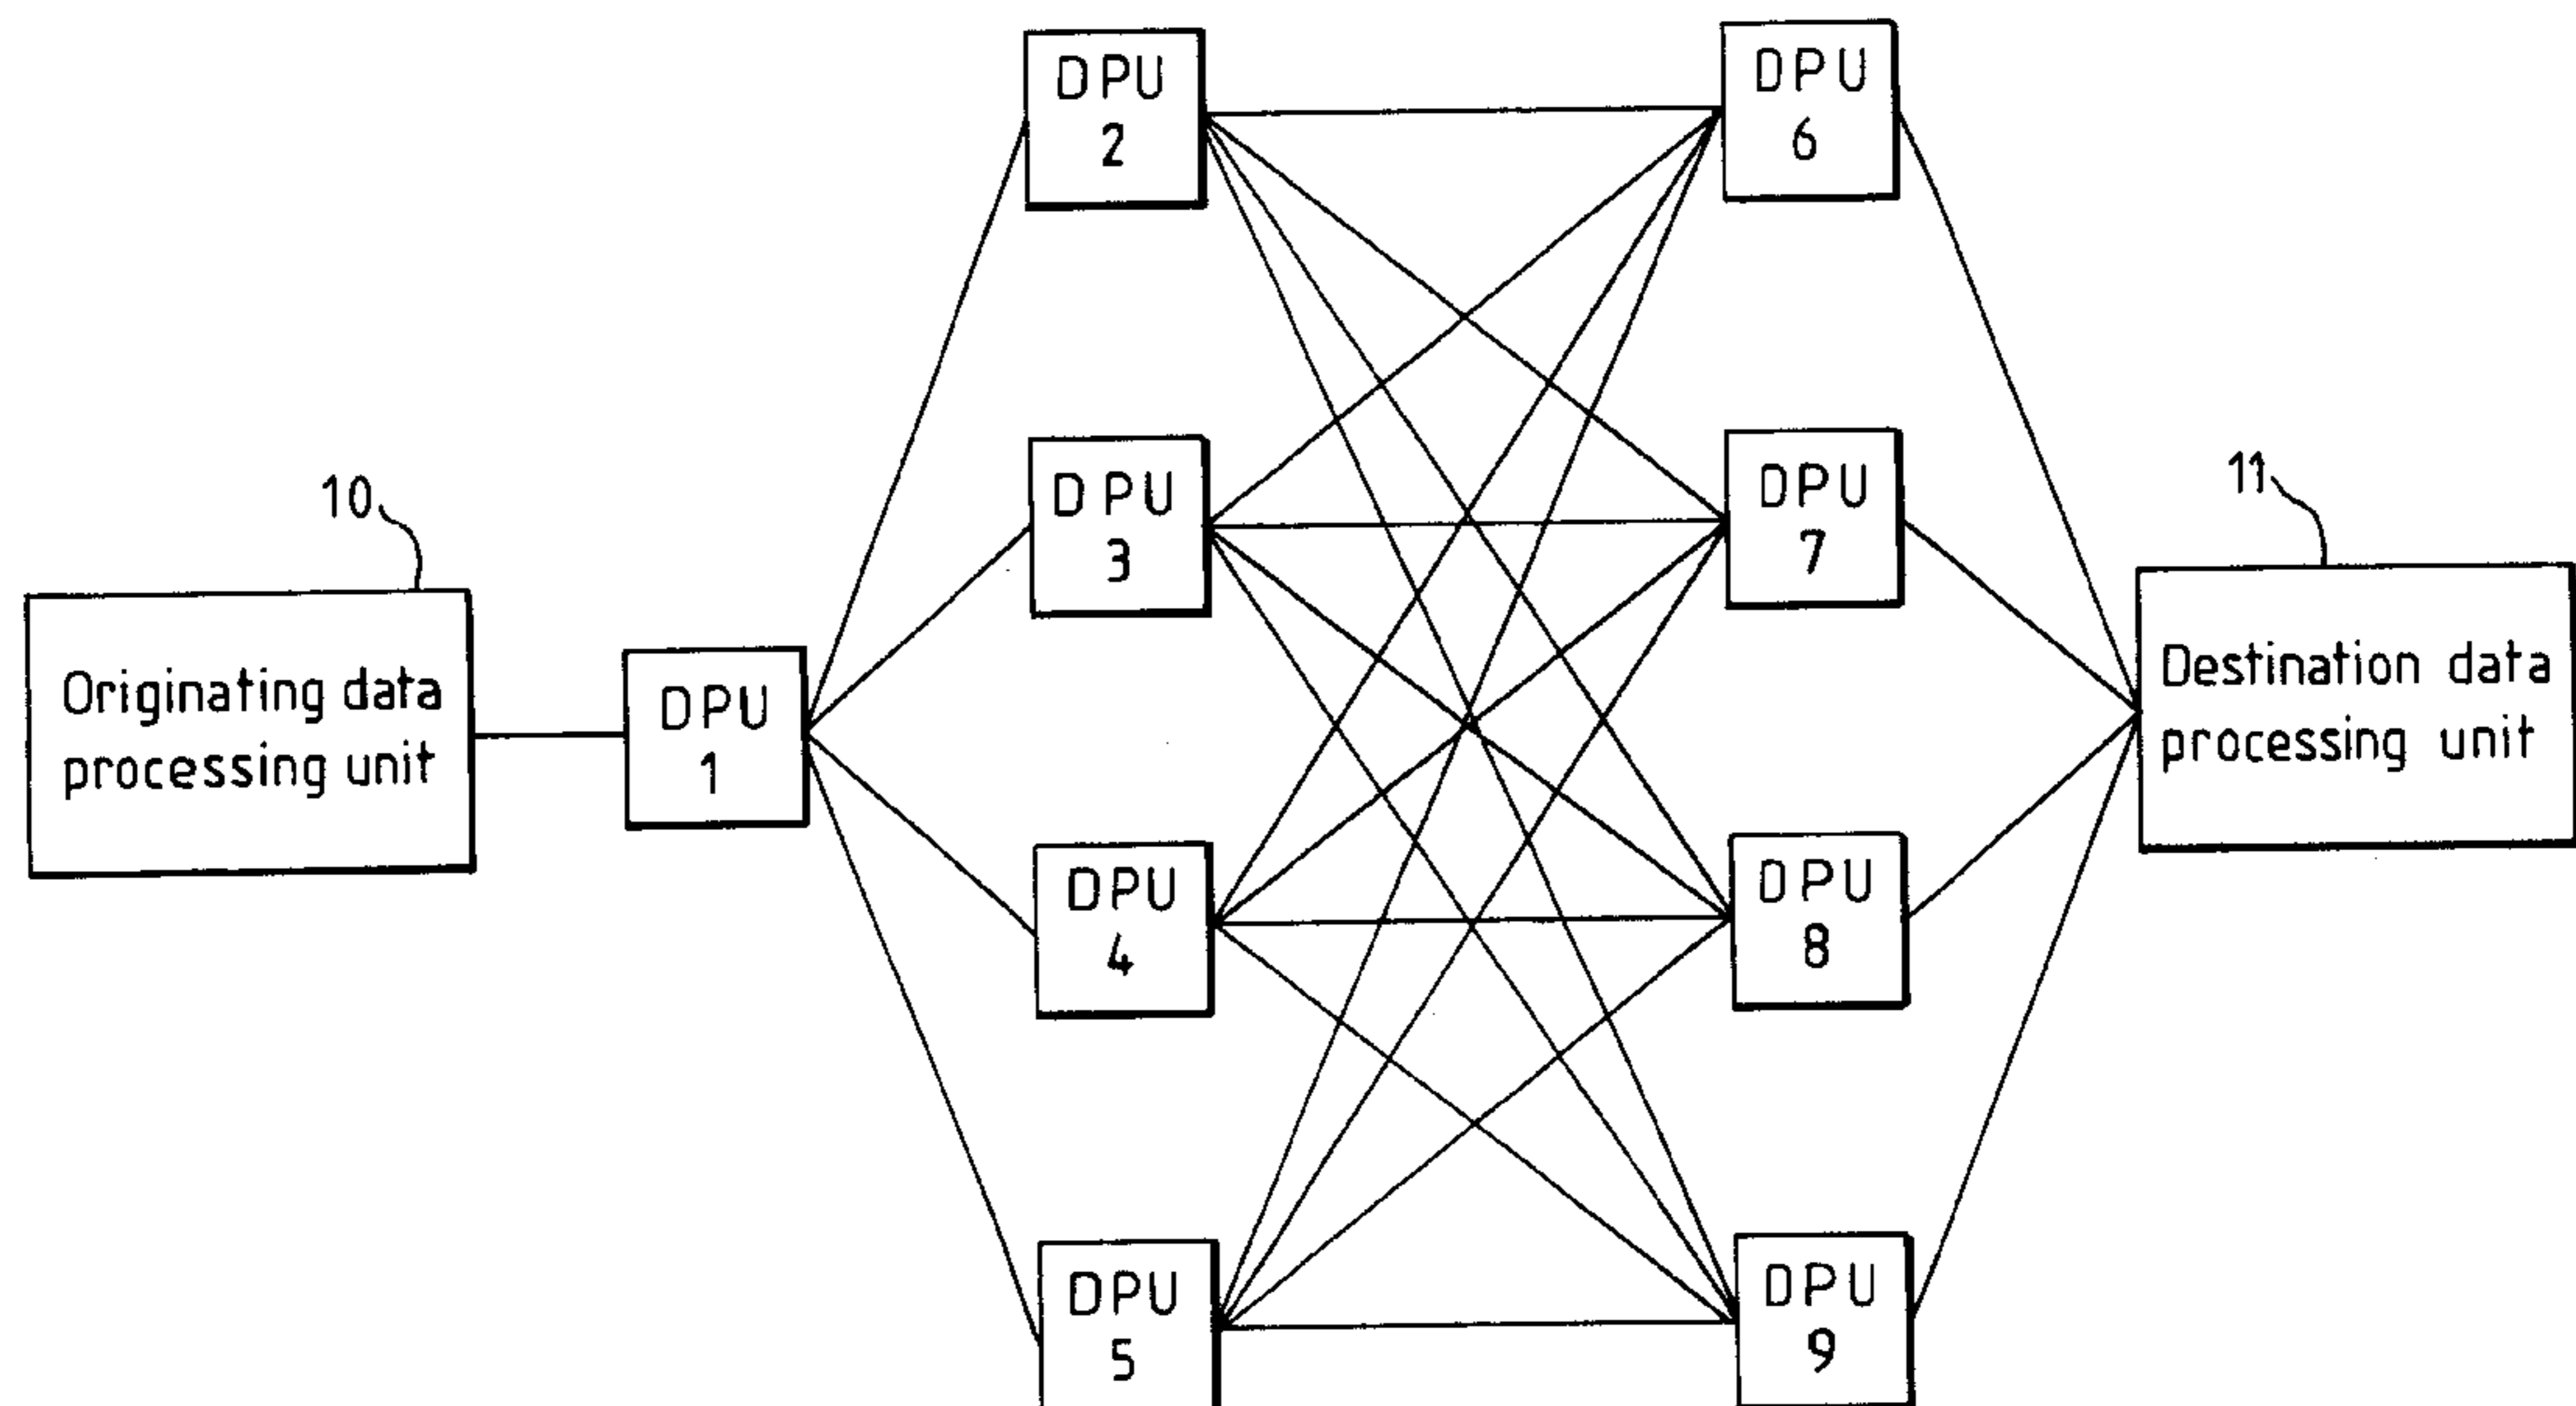 DPU
2
DPU
6
10
DPU
3
DPU
7
11
Originating data
processing unit
DPU
1
Destination data
processing unit
DPU
4
DPU
8
DPU
5
DPU
9